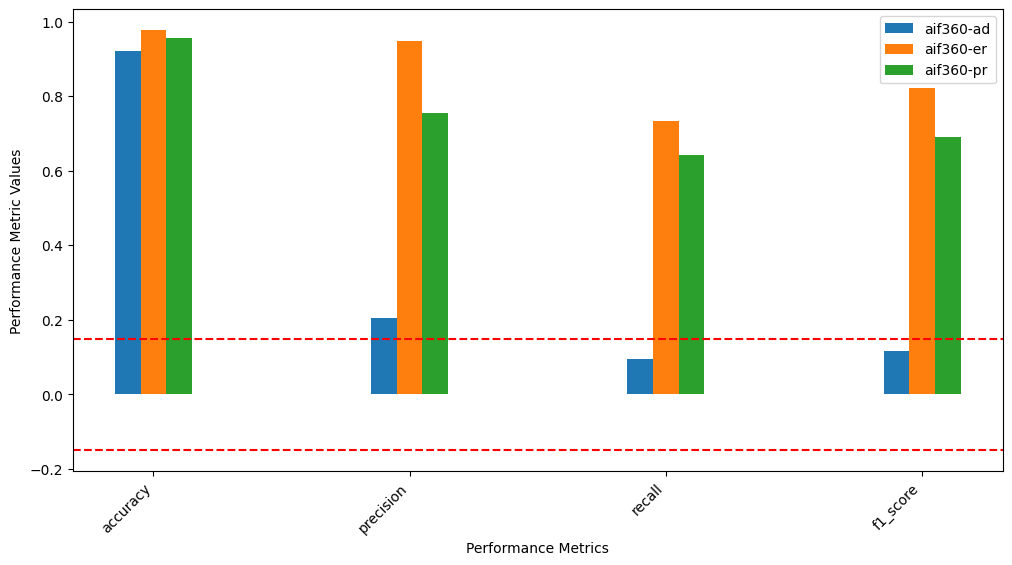 1.0
0.8
0.6
0.4
0.2
0.0
−0.2
Performance Metric Values
aif360-ad
aif360-er
aif360-pr
accuracy
precision
recall
f1_score
Performance Metrics